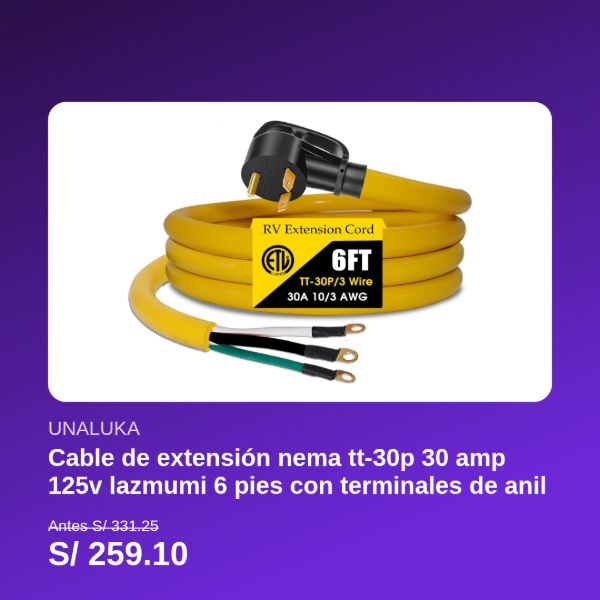 RV Extension Cord
ETL
6FT
TT-30P/3 Wire
30A 10/3 AWG
UNALUKA
Cable de extensión nema tt-30p 30 amp
125v lazmumi 6 pies con terminales de anil
Antes S/ 331.25
S/ 259.10